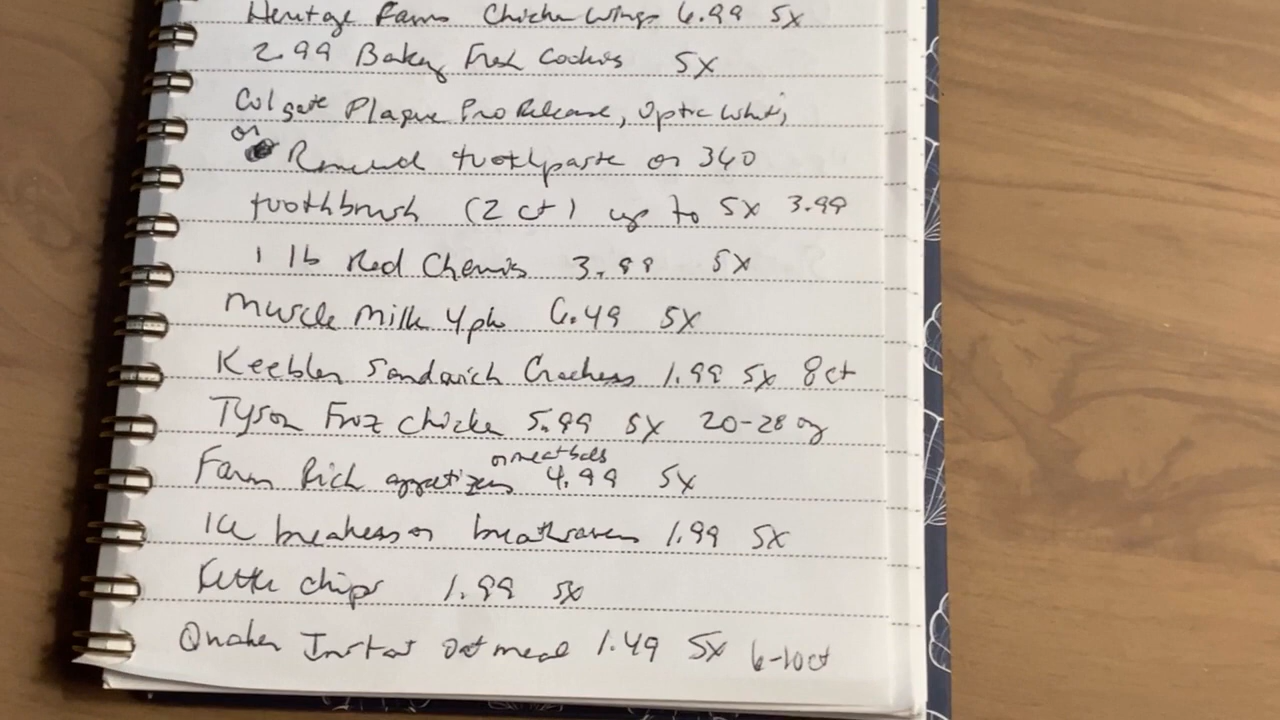 Heritage Farms Chicken Wings 6.99 5x
2.99 Bakery Fresh Cookies 5x
Colgate Plaque Pro Release, Optic White,
or
Renewal toothpaste or 360
toothbrush (2 ct) up to 5x 3.99
1 lb Red Cherries 3.99 5x
Muscle Milk 4pk 6.49 5x
Keebler Sandwich Crackers 1.99 5x 8ct
Tyson Froz chicken 5.99 5x 20-28 oz
or meatballs
Farm Rich appetizers 4.99 5x
Ice breakers or breathsavers 1.99 5x
Kettle chips 1.99 5x
Quaker Instant oatmeal 1.49 5x 6-10ct